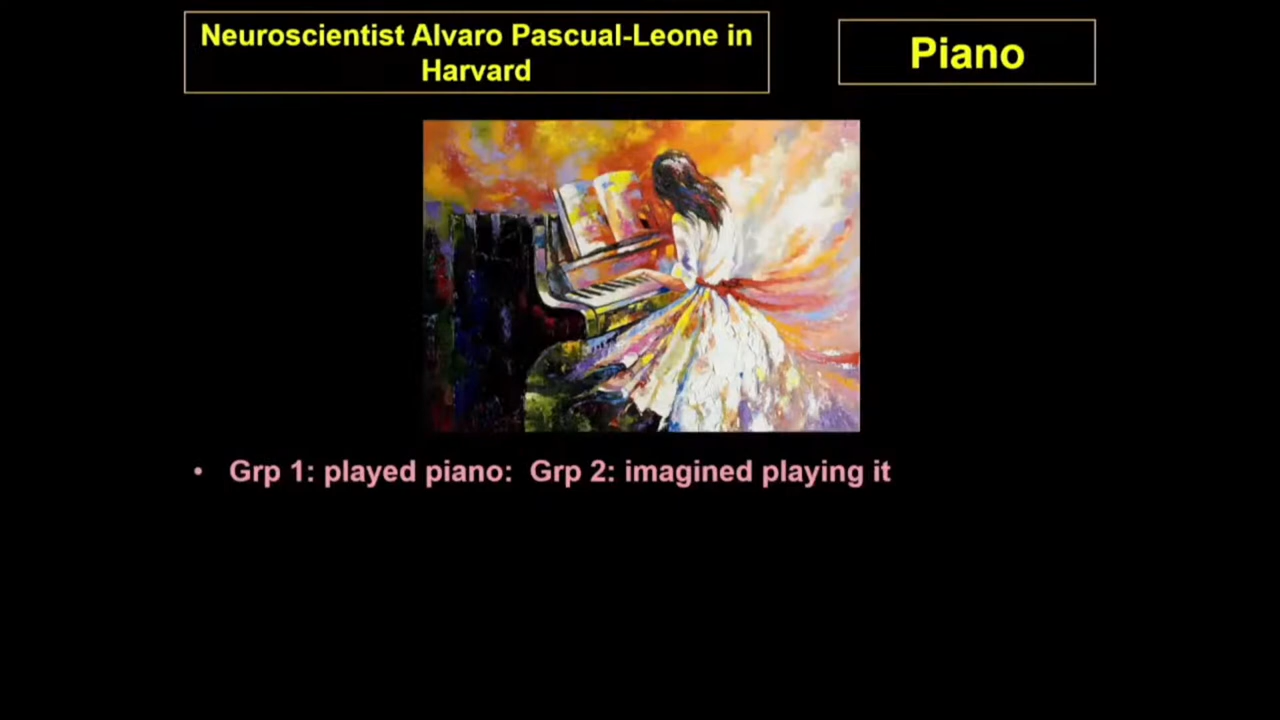 Neuroscientist Alvaro Pascual-Leone in
Harvard
Piano
• Grp 1: played piano: Grp 2: imagined playing it